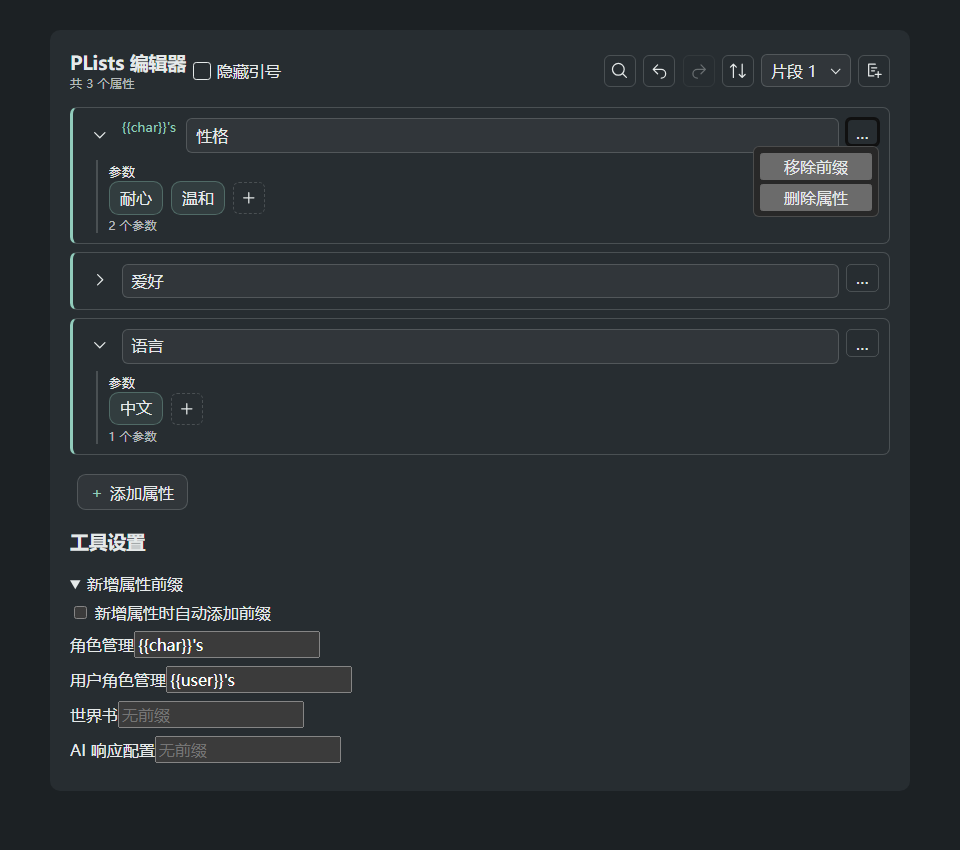 PLists 编辑器
隐藏引号
共 3 个属性
片段 1
{{char}}'s
性格
...
移除前缀
删除属性
参数
耐心
温和
+
2 个参数
爱好
...
语言
...
参数
中文
+
1 个参数
+ 添加属性
工具设置
▼ 新增属性前缀
新增属性时自动添加前缀
角色管理 {{char}}'s
用户角色管理 {{user}}'s
世界书 无前缀
AI 响应配置 无前缀